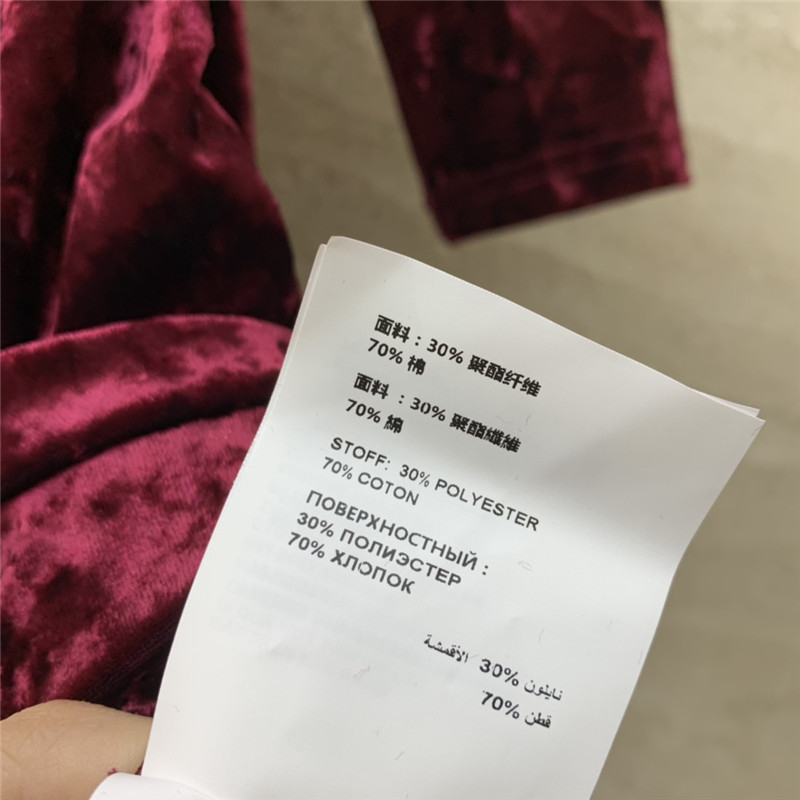 面料：30% 聚酯纤维
70% 棉
面料：30% 聚酯纖維
70% 綿
STOFF: 30% POLYESTER
70% COTON
ПОВЕРХНОСТНЫЙ :
30% ПОЛИЭСТЕР
70% ХЛОПОК
الأقمشة 30% نايلون
70% قطن